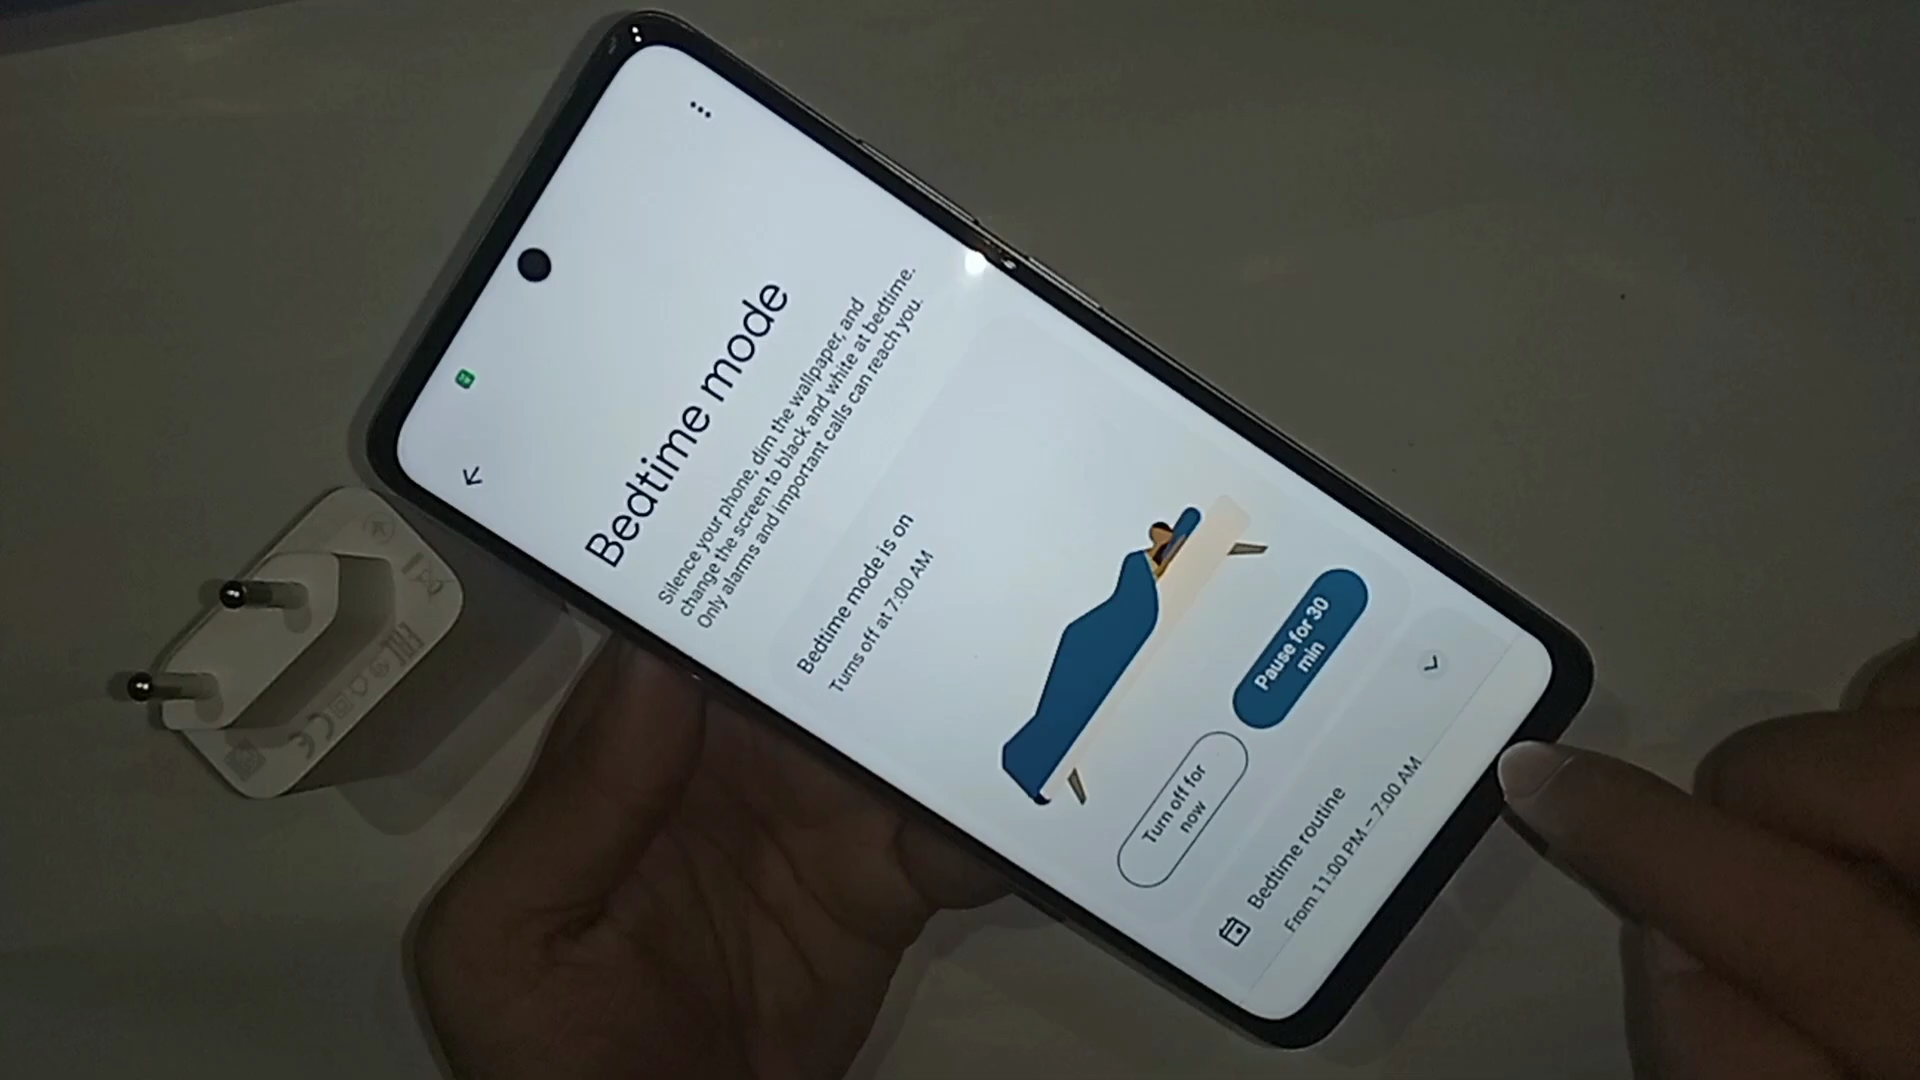 Bedtime mode
Silence your phone, dim the wallpaper, and
change the screen to black and white at bedtime.
Only alarms and important calls can reach you.
Bedtime mode is on
Turns off at 7:00 AM
Turn off for
now
Pause for 30
min
Bedtime routine
From 11:00 PM – 7:00 AM
EAC
CE